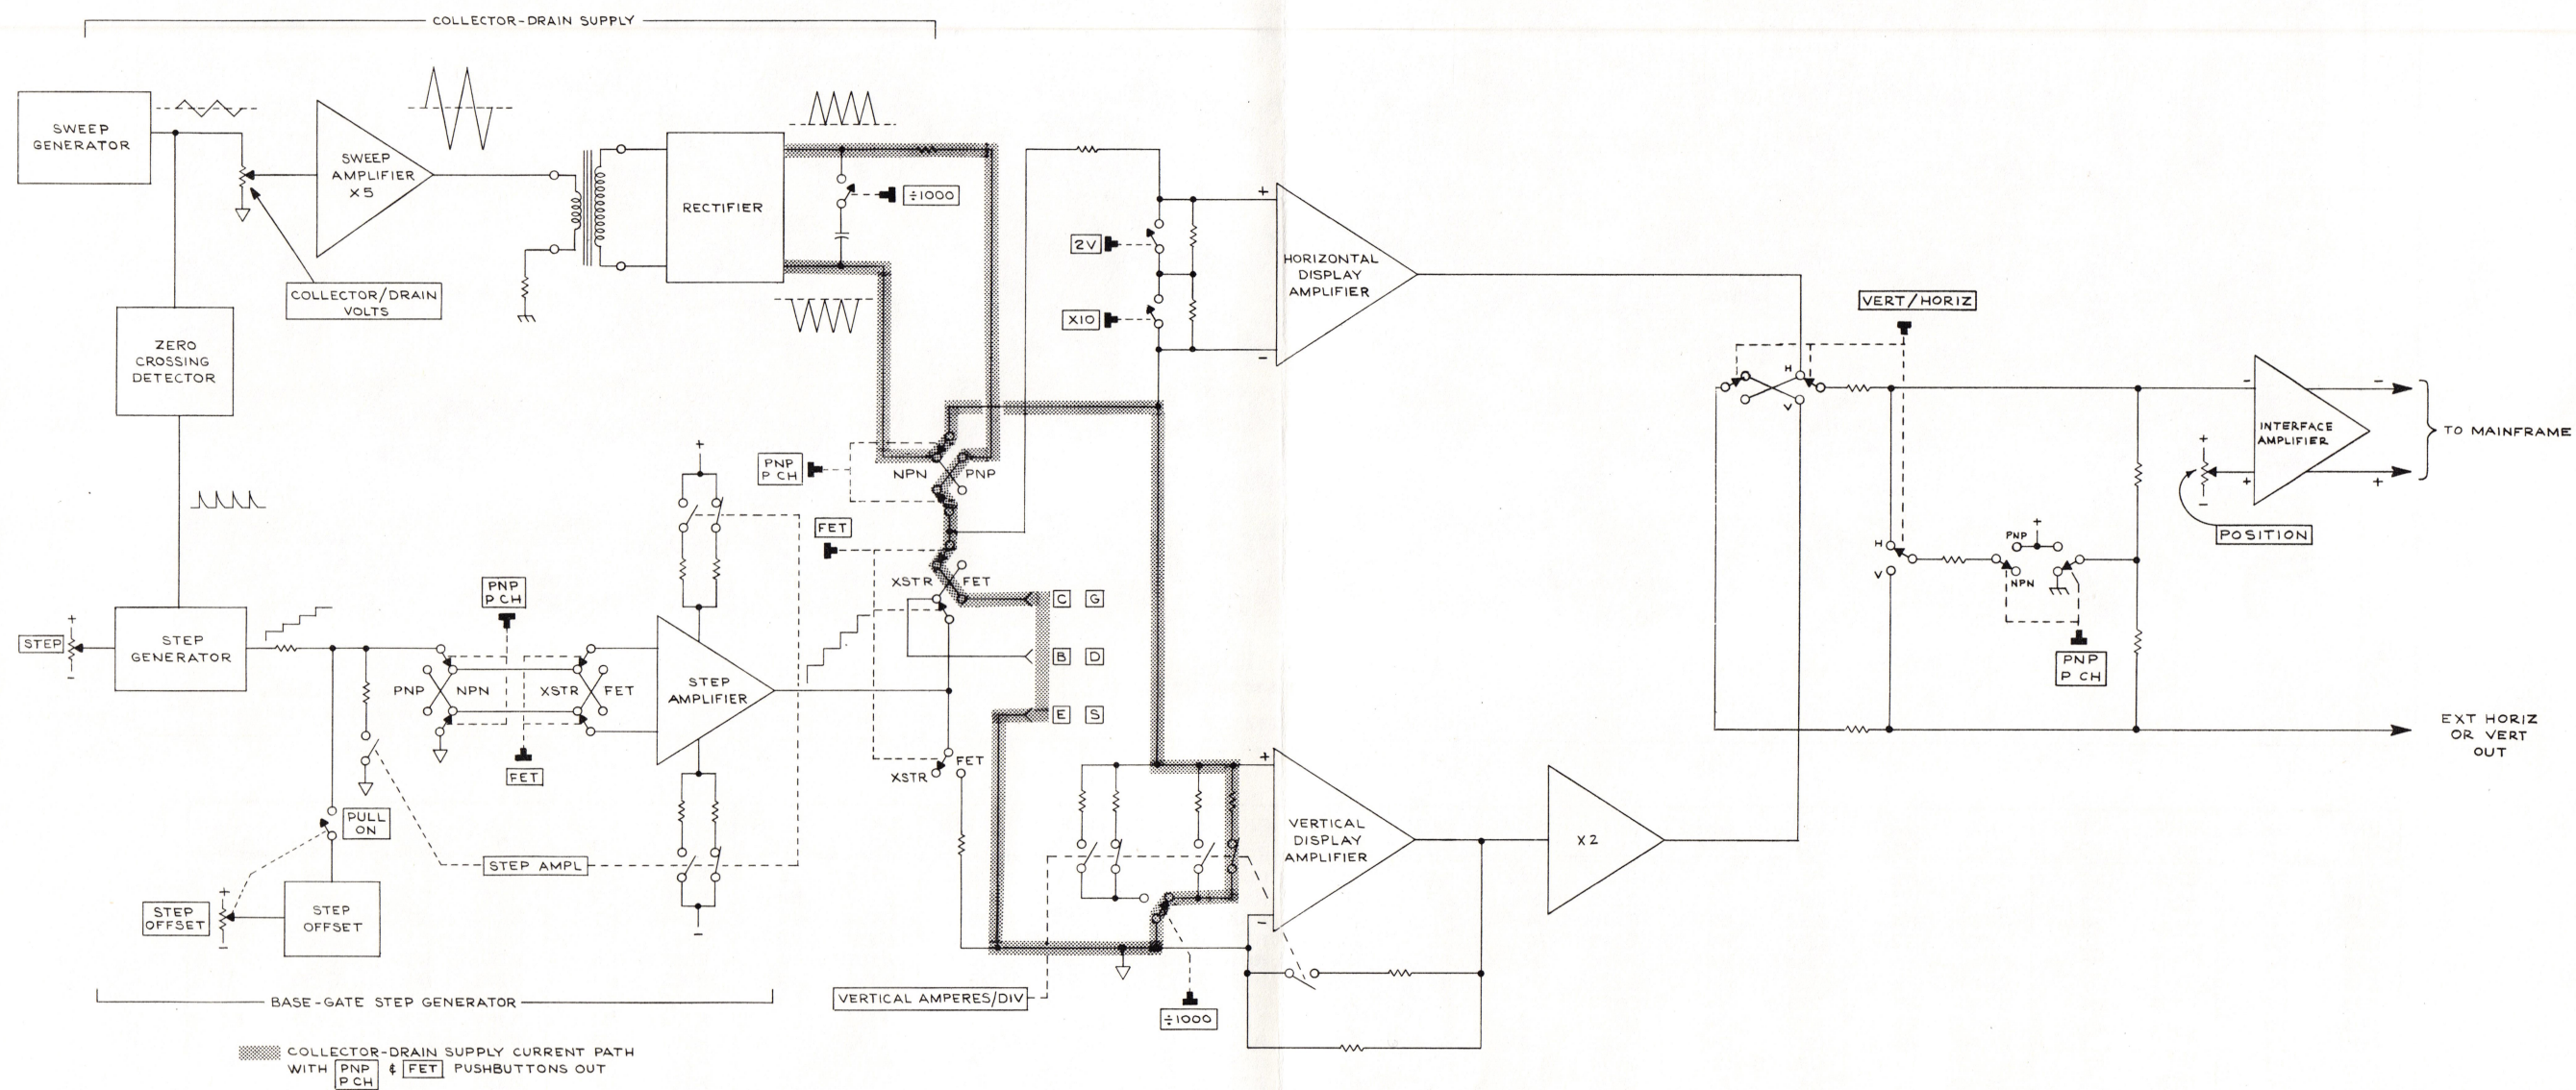 COLLECTOR-DRAIN SUPPLY
SWEEP
GENERATOR
SWEEP
AMPLIFIER
X5
RECTIFIER
÷1000
COLLECTOR/DRAIN
VOLTS
2V
X10
+
-
HORIZONTAL
DISPLAY
AMPLIFIER
ZERO
CROSSING
DETECTOR
VERT/HORIZ
H
V
-
+
INTERFACE
AMPLIFIER
-
+
TO MAINFRAME
+
-
POSITION
PNP
P CH
NPN
PNP
FET
XSTR
FET
C
G
B
D
E
S
H
V
PNP
+
NPN
PNP
P CH
STEP
+
-
STEP
GENERATOR
PNP
P CH
PNP
NPN
XSTR
FET
FET
+
STEP
AMPLIFIER
-
XSTR
FET
EXT HORIZ
OR VERT
OUT
PULL
ON
STEP AMPL
STEP
OFFSET
+
-
STEP
OFFSET
+
-
VERTICAL
DISPLAY
AMPLIFIER
X2
BASE-GATE STEP GENERATOR
VERTICAL AMPERES/DIV
÷1000
COLLECTOR-DRAIN SUPPLY CURRENT PATH
WITH PNP P CH & FET PUSHBUTTONS OUT